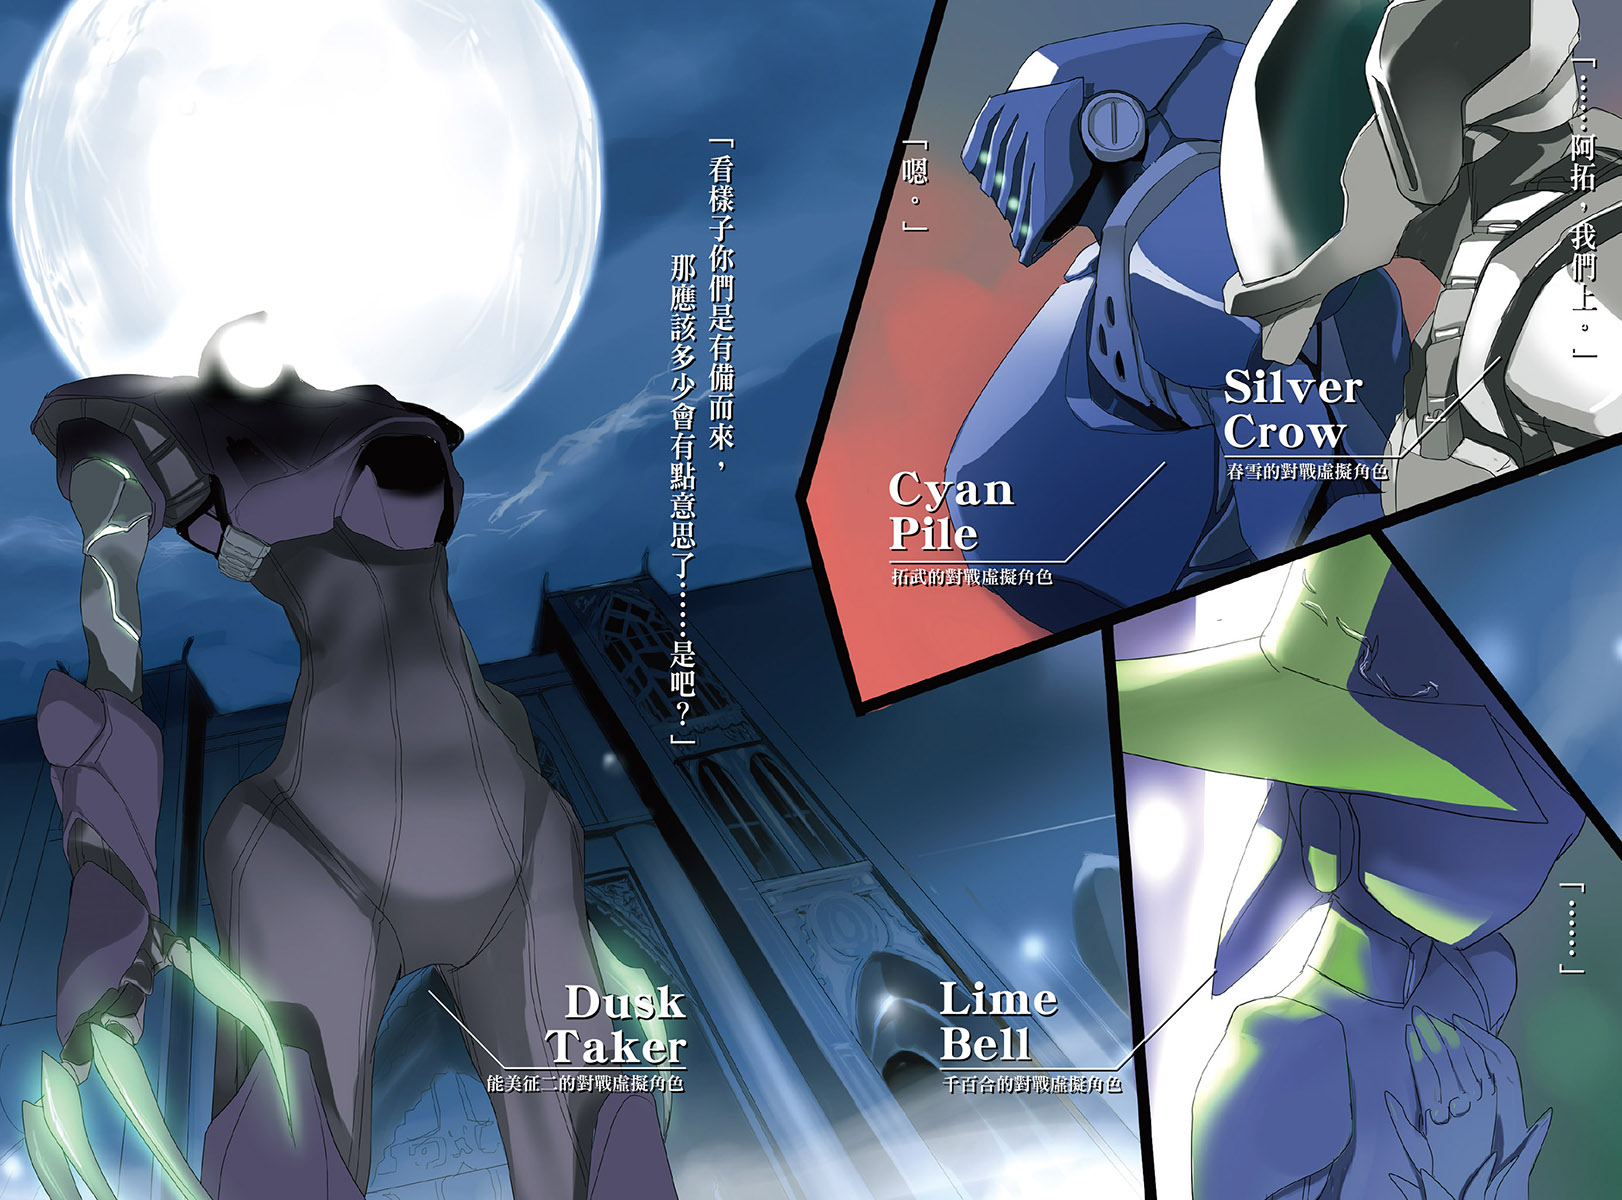 「……阿拓，我們上。」
Silver
Crow
春雪的對戰虛擬角色
「嗯。」
Cyan
Pile
拓武的對戰虛擬角色
「看樣子你們是有備而來，
那應該多少會有點意思了……是吧？」
Dusk
Taker
能美征二的對戰虛擬角色
「……」
Lime
Bell
千百合的對戰虛擬角色